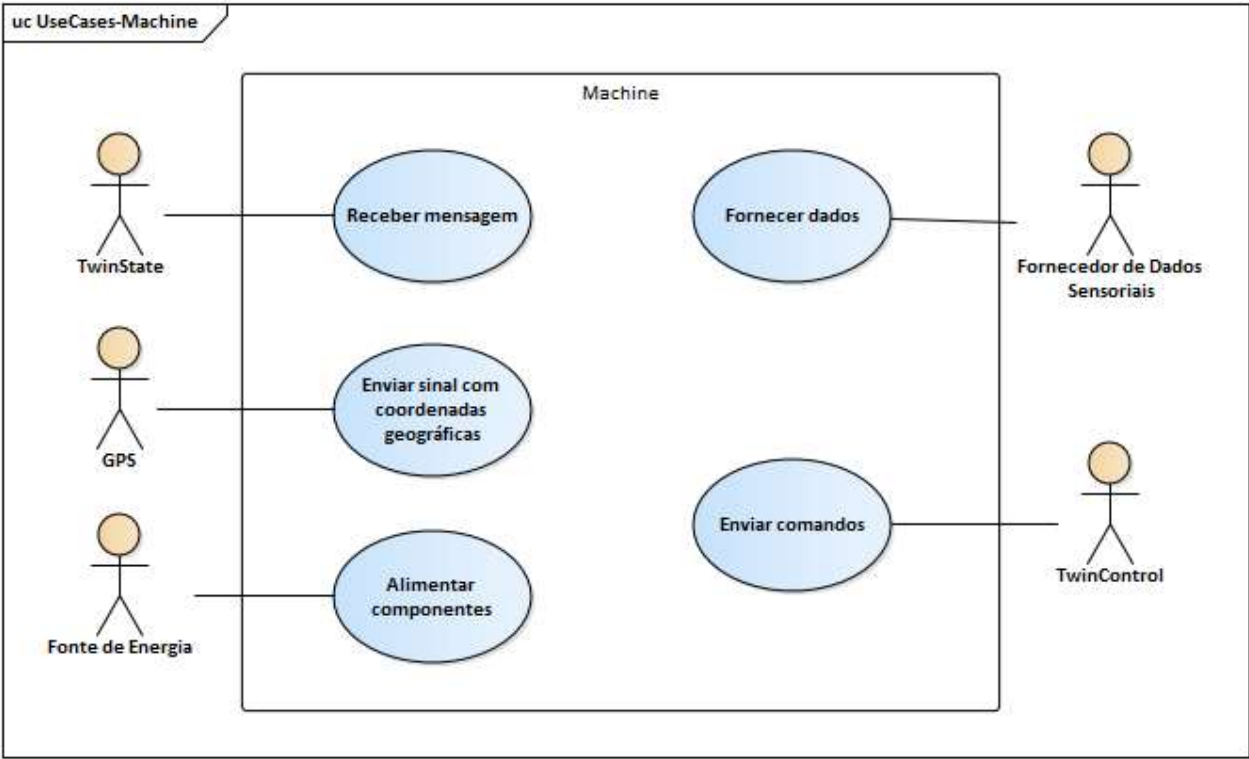 uc UseCases-Machine
Machine
TwinState
Receber mensagem
Fornecer dados
Fornecedor de Dados
Sensoriais
GPS
Enviar sinal com
coordenadas
geográficas
Enviar comandos
TwinControl
Fonte de Energia
Alimentar
componentes